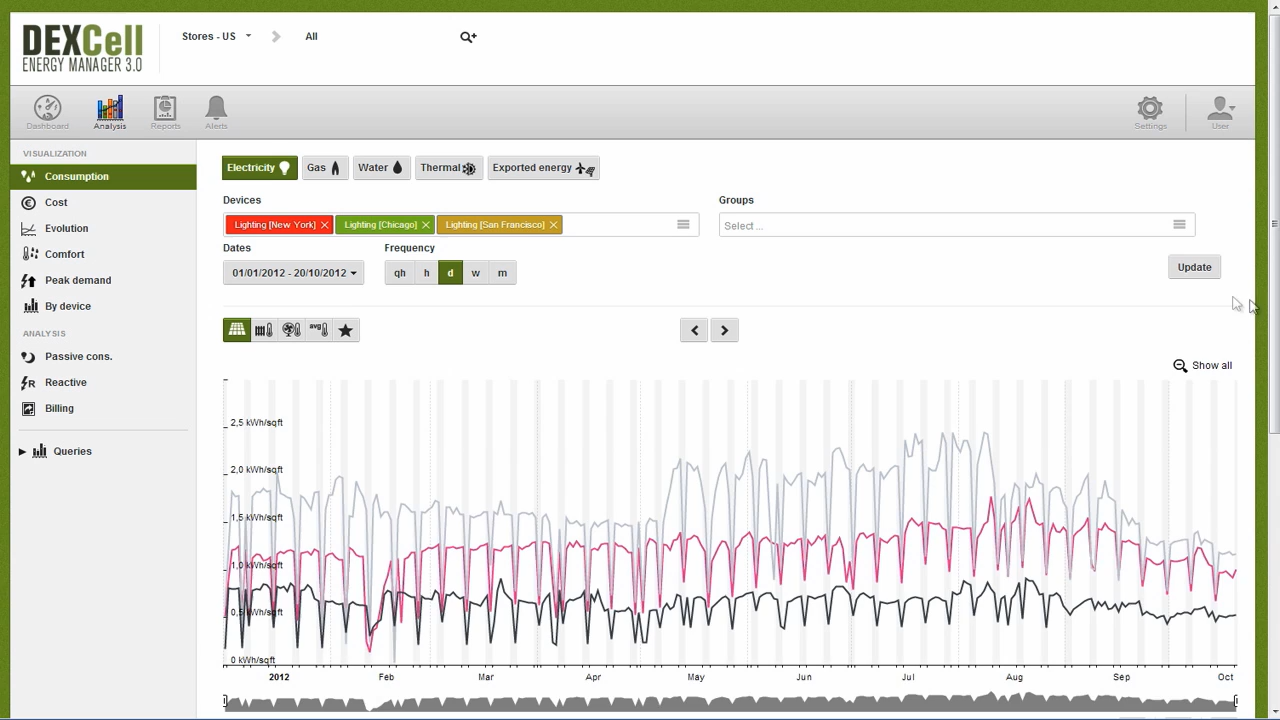 DEXCell
ENERGY MANAGER 3.0
Stores - US
All
Dashboard
Analysis
Reports
Alerts
Settings
User
VISUALIZATION
Consumption
Cost
Evolution
Comfort
Peak demand
By device
ANALYSIS
Passive cons.
Reactive
Billing
Queries
Electricity
Gas
Water
Thermal
Exported energy
Devices
Groups
Lighting [New York]
Lighting [Chicago]
Lighting [San Francisco]
Select ...
Dates
Frequency
01/01/2012 - 20/10/2012
qh
h
d
w
m
Update
avg
Show all
2,5 kWh/sqft
2,0 kWh/sqft
1,5 kWh/sqft
1,0 kWh/sqft
0,5 kWh/sqft
0 kWh/sqft
2012
Feb
Mar
Apr
May
Jun
Jul
Aug
Sep
Oct